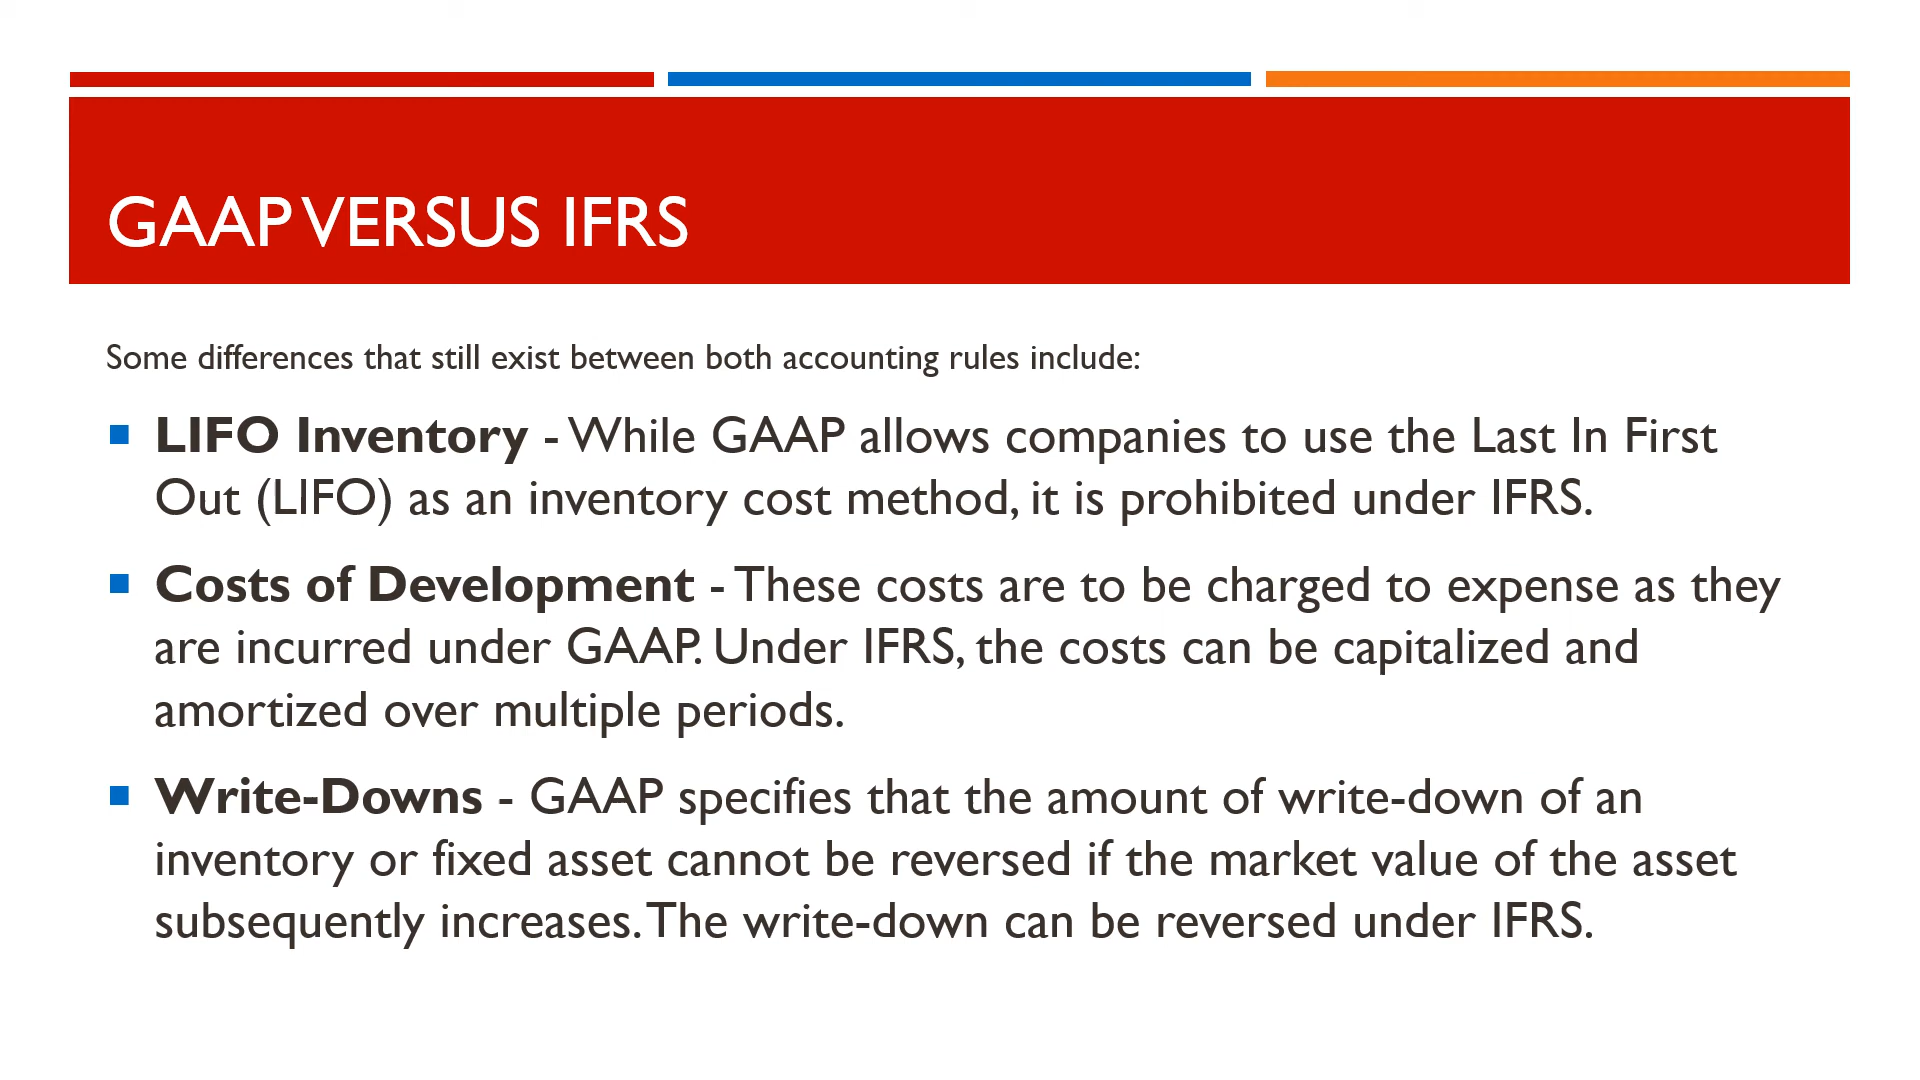 GAAP VERSUS IFRS
Some differences that still exist between both accounting rules include:
LIFO Inventory - While GAAP allows companies to use the Last In First
Out (LIFO) as an inventory cost method, it is prohibited under IFRS.
Costs of Development - These costs are to be charged to expense as they
are incurred under GAAP. Under IFRS, the costs can be capitalized and
amortized over multiple periods.
Write-Downs - GAAP specifies that the amount of write-down of an
inventory or fixed asset cannot be reversed if the market value of the asset
subsequently increases. The write-down can be reversed under IFRS.